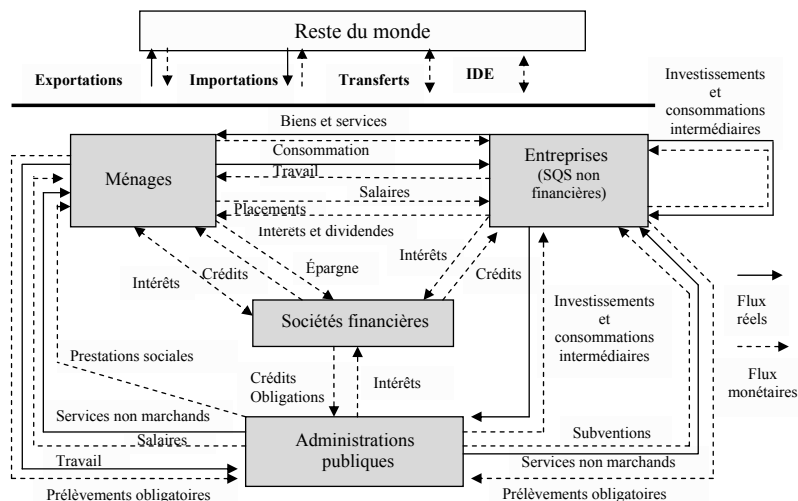 Reste du monde
Exportations
Importations
Transferts
IDE
Investissements
et
consommations
intermédiaires
Biens et services
Consommation
Travail
Salaires
Placements
Interets et dividendes
Ménages
Entreprises
(SQS non
financières)
Intérêts
Crédits
Épargne
Intérêts
Crédits
Sociétés financières
Investissements
et
consommations
intermédiaires
Flux
réels
Flux
monétaires
Prestations sociales
Crédits
Obligations
Intérêts
Services non marchands
Salaires
Travail
Prélèvements obligatoires
Administrations
publiques
Subventions
Services non marchands
Prélèvements obligatoires